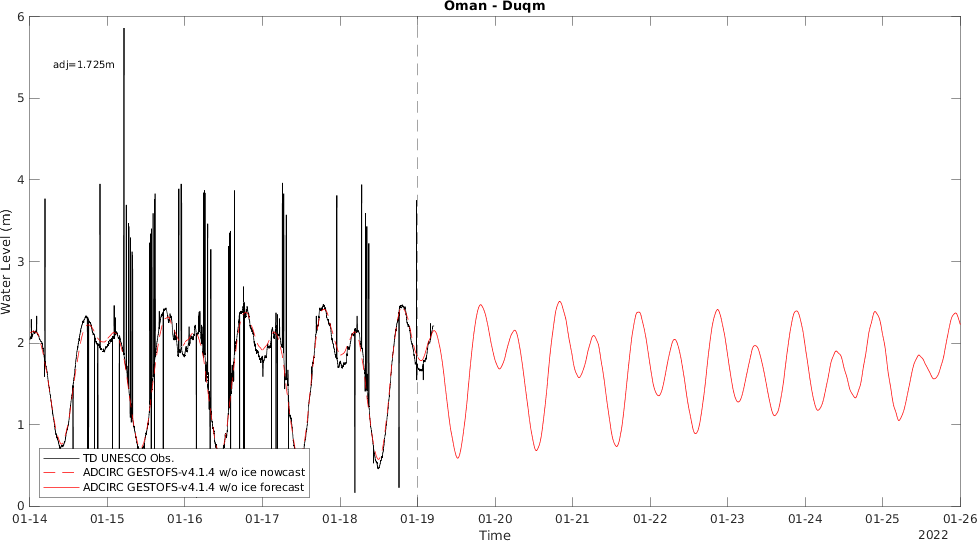 Oman - Duqm
6
adj=1.725m
5
4
3
2
1
0
Water Level (m)
TD UNESCO Obs.
ADCIRC GESTOFS-v4.1.4 w/o ice nowcast
ADCIRC GESTOFS-v4.1.4 w/o ice forecast
01-14 01-15 01-16 01-17 01-18 01-19 01-20 01-21 01-22 01-23 01-24 01-25 01-26
Time
2022